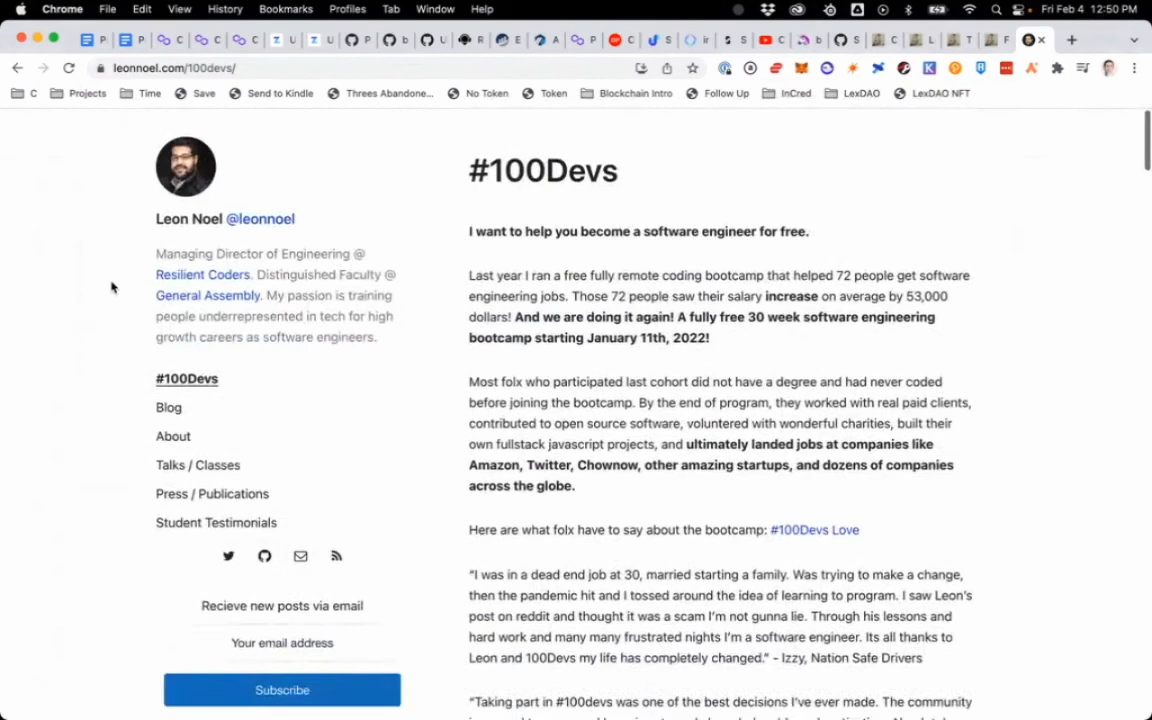 Chrome File Edit View History Bookmarks Profiles Tab Window Help Fri Feb 4 12:50 PM
leonnoel.com/100devs/
C Projects Time Save Send to Kindle Threes Abandone... No Token Token Blockchain Intro Follow Up InCred LexDAO LexDAO NFT
Leon Noel @leonnoel
Managing Director of Engineering @
Resilient Coders. Distinguished Faculty @
General Assembly. My passion is training
people underrepresented in tech for high
growth careers as software engineers.
#100Devs
Blog
About
Talks / Classes
Press / Publications
Student Testimonials
Recieve new posts via email
Your email address
Subscribe
#100Devs
I want to help you become a software engineer for free.
Last year I ran a free fully remote coding bootcamp that helped 72 people get software
engineering jobs. Those 72 people saw their salary increase on average by 53,000
dollars! And we are doing it again! A fully free 30 week software engineering
bootcamp starting January 11th, 2022!
Most folx who participated last cohort did not have a degree and had never coded
before joining the bootcamp. By the end of program, they worked with real paid clients,
contributed to open source software, volunteered with wonderful charities, built their
own fullstack javascript projects, and ultimately landed jobs at companies like
Amazon, Twitter, Chownow, other amazing startups, and dozens of companies
across the globe.
Here are what folx have to say about the bootcamp: #100Devs Love
“I was in a dead end job at 30, married starting a family. Was trying to make a change,
then the pandemic hit and I tossed around the idea of learning to program. I saw Leon’s
post on reddit and thought it was a scam I’m not gunna lie. Through his lessons and
hard work and many many frustrated nights I’m a software engineer. Its all thanks to
Leon and 100Devs my life has completely changed.” - Izzy, Nation Safe Drivers
“Taking part in #100devs was one of the best decisions I've ever made. The community